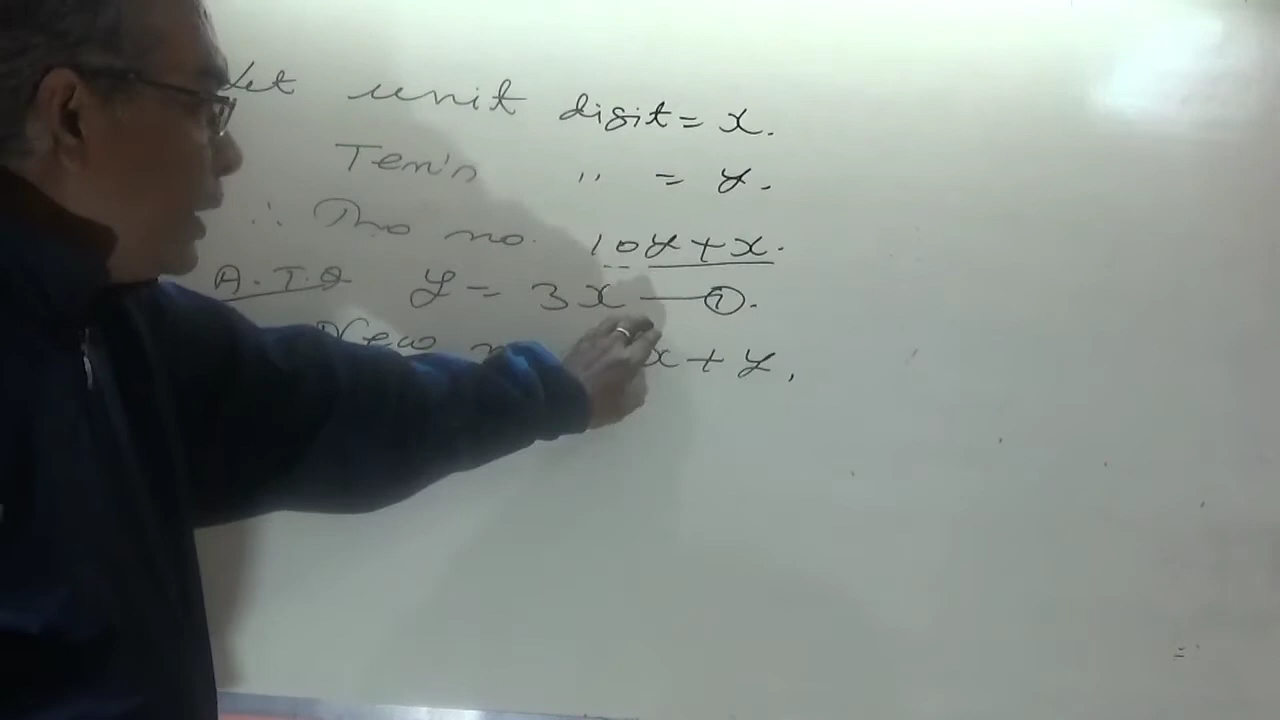 Let unit digit = x.
Ten's " = y.
∴ The no. 10y + x.
A.T.Q y = 3x — ①.
New x + y,